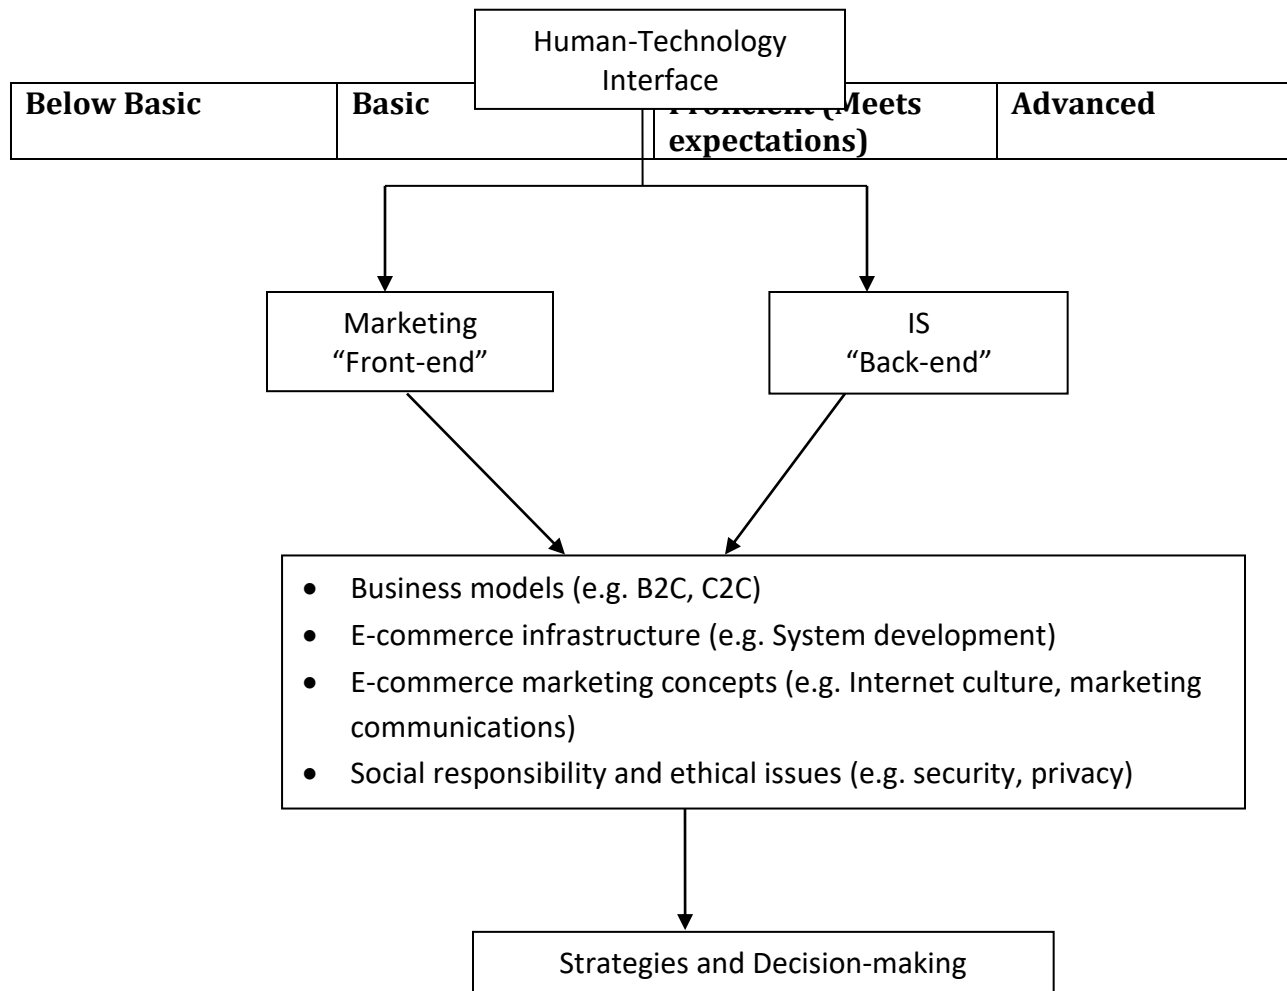 Human-Technology
Interface
Below Basic
Basic
Proficient (Meets
expectations)
Advanced
Marketing
“Front-end”
IS
“Back-end”
• Business models (e.g. B2C, C2C)
• E-commerce infrastructure (e.g. System development)
• E-commerce marketing concepts (e.g. Internet culture, marketing
communications)
• Social responsibility and ethical issues (e.g. security, privacy)
Strategies and Decision-making